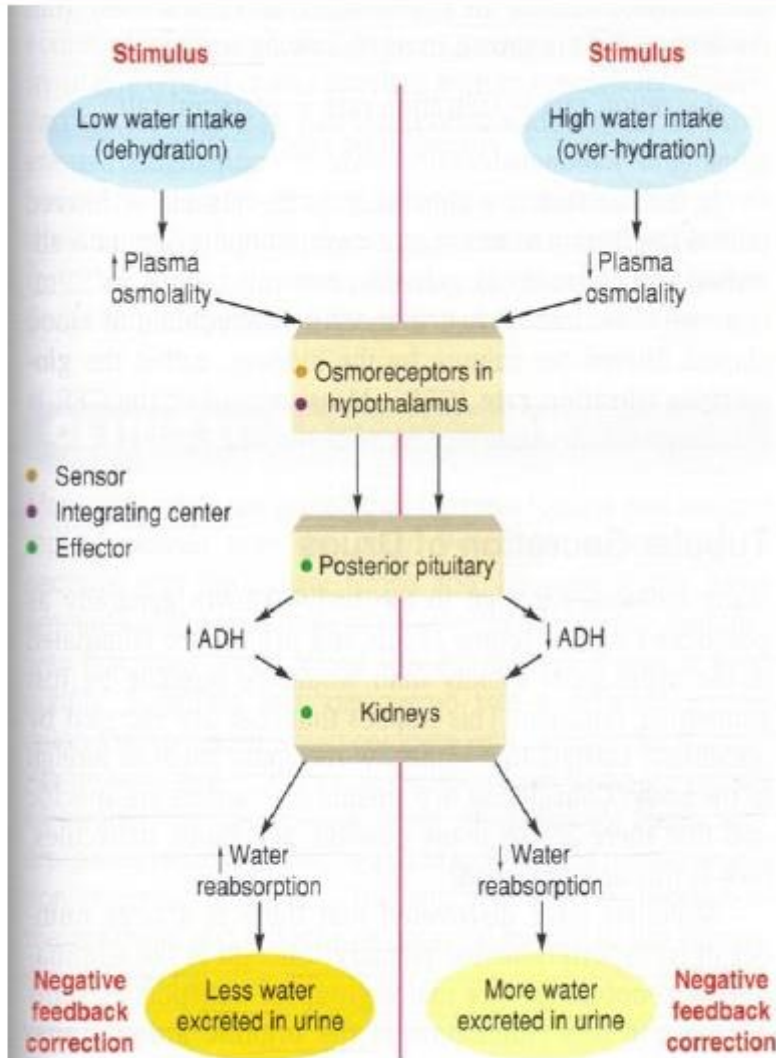 Stimulus
Low water intake
(dehydration)
↑ Plasma
osmolality
Stimulus
High water intake
(over-hydration)
↓ Plasma
osmolality
Osmoreceptors in
hypothalamus
Sensor
Integrating center
Effector
Posterior pituitary
↑ ADH
↓ ADH
Kidneys
↑ Water
reabsorption
↓ Water
reabsorption
Negative
feedback
correction
Less water
excreted in urine
More water
excreted in urine
Negative
feedback
correction